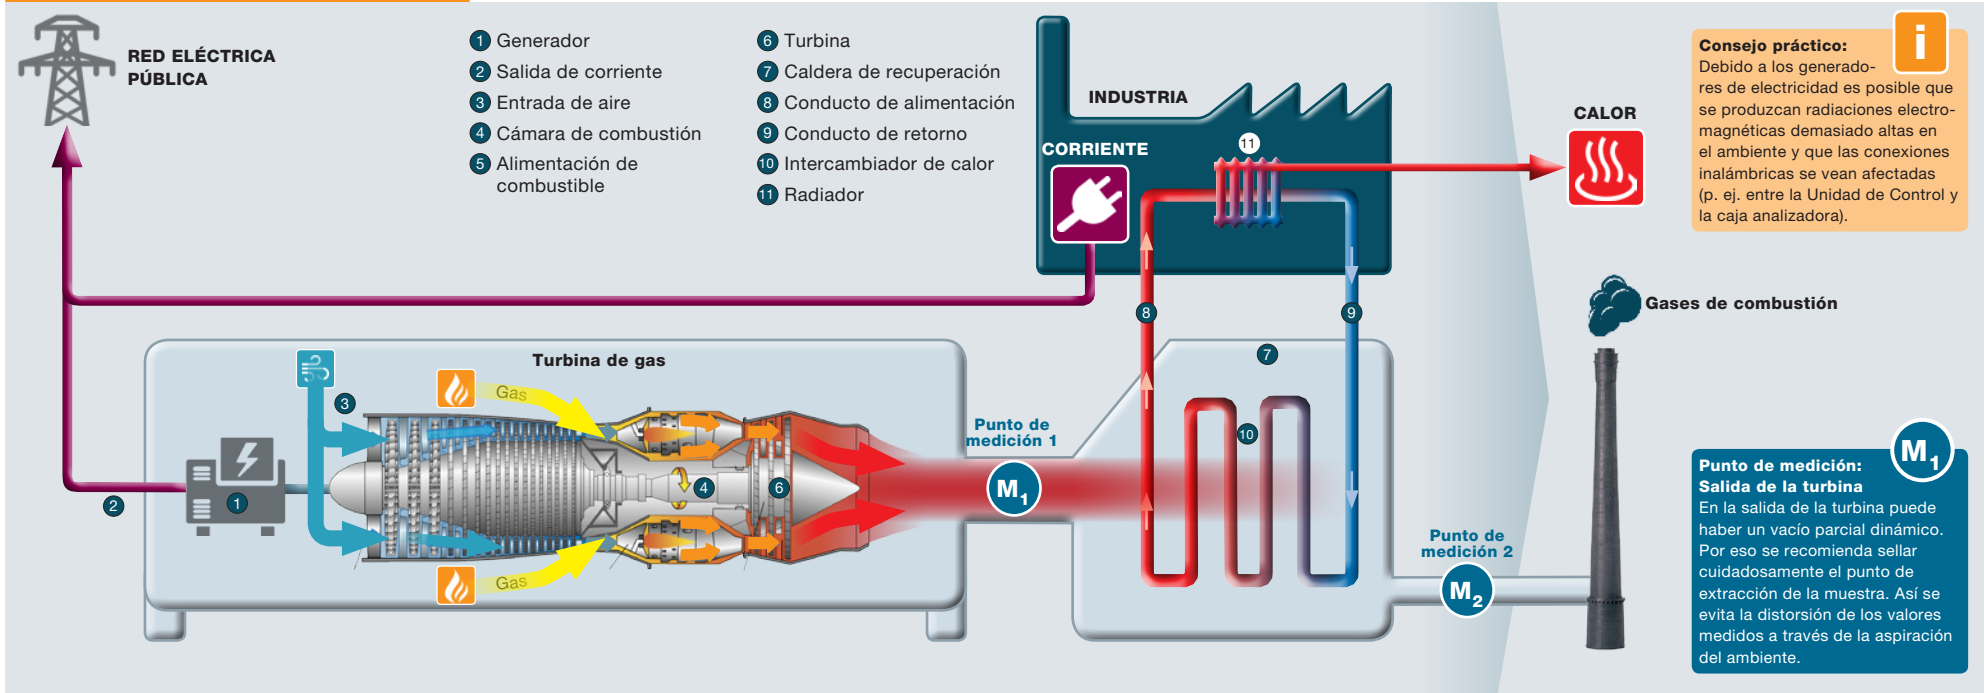 RED ELÉCTRICA
PÚBLICA
1 Generador
2 Salida de corriente
3 Entrada de aire
4 Cámara de combustión
5 Alimentación de
combustible
6 Turbina
7 Caldera de recuperación
8 Conducto de alimentación
9 Conducto de retorno
10 Intercambiador de calor
11 Radiador
INDUSTRIA
CORRIENTE
11
CALOR
i
Consejo práctico:
Debido a los generado-
res de electricidad es posible que
se produzcan radiaciones electro-
magnéticas demasiado altas en
el ambiente y que las conexiones
inalámbricas se vean afectadas
(p. ej. entre la Unidad de Control y
la caja analizadora).
Gases de combustión
8
9
7
Turbina de gas
3
Gas
Punto de
medición 1
10
1
2
4
6
M1
Gas
Punto de
medición 2
M2
M1
Punto de medición:
Salida de la turbina
En la salida de la turbina puede
haber un vacío parcial dinámico.
Por eso se recomienda sellar
cuidadosamente el punto de
extracción de la muestra. Así se
evita la distorsión de los valores
medidos a través de la aspiración
del ambiente.